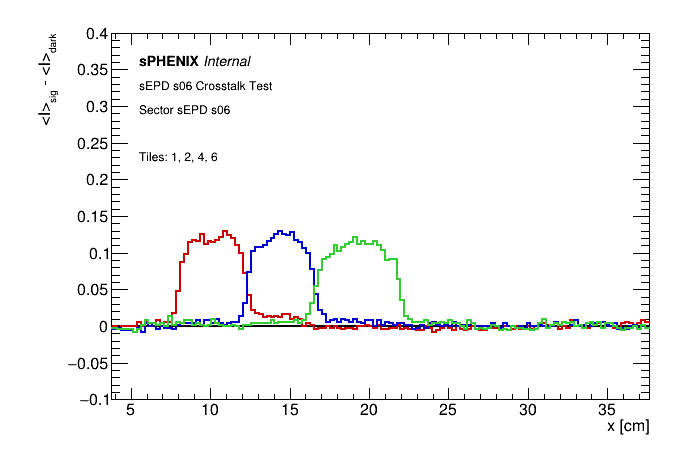 <I>sig - <I>dark
0.4
0.35
0.3
0.25
0.2
0.15
0.1
0.05
0
−0.05
−0.1
sPHENIX Internal
sEPD s06 Crosstalk Test
Sector sEPD s06
Tiles: 1, 2, 4, 6
5 10 15 20 25 30 35
x [cm]